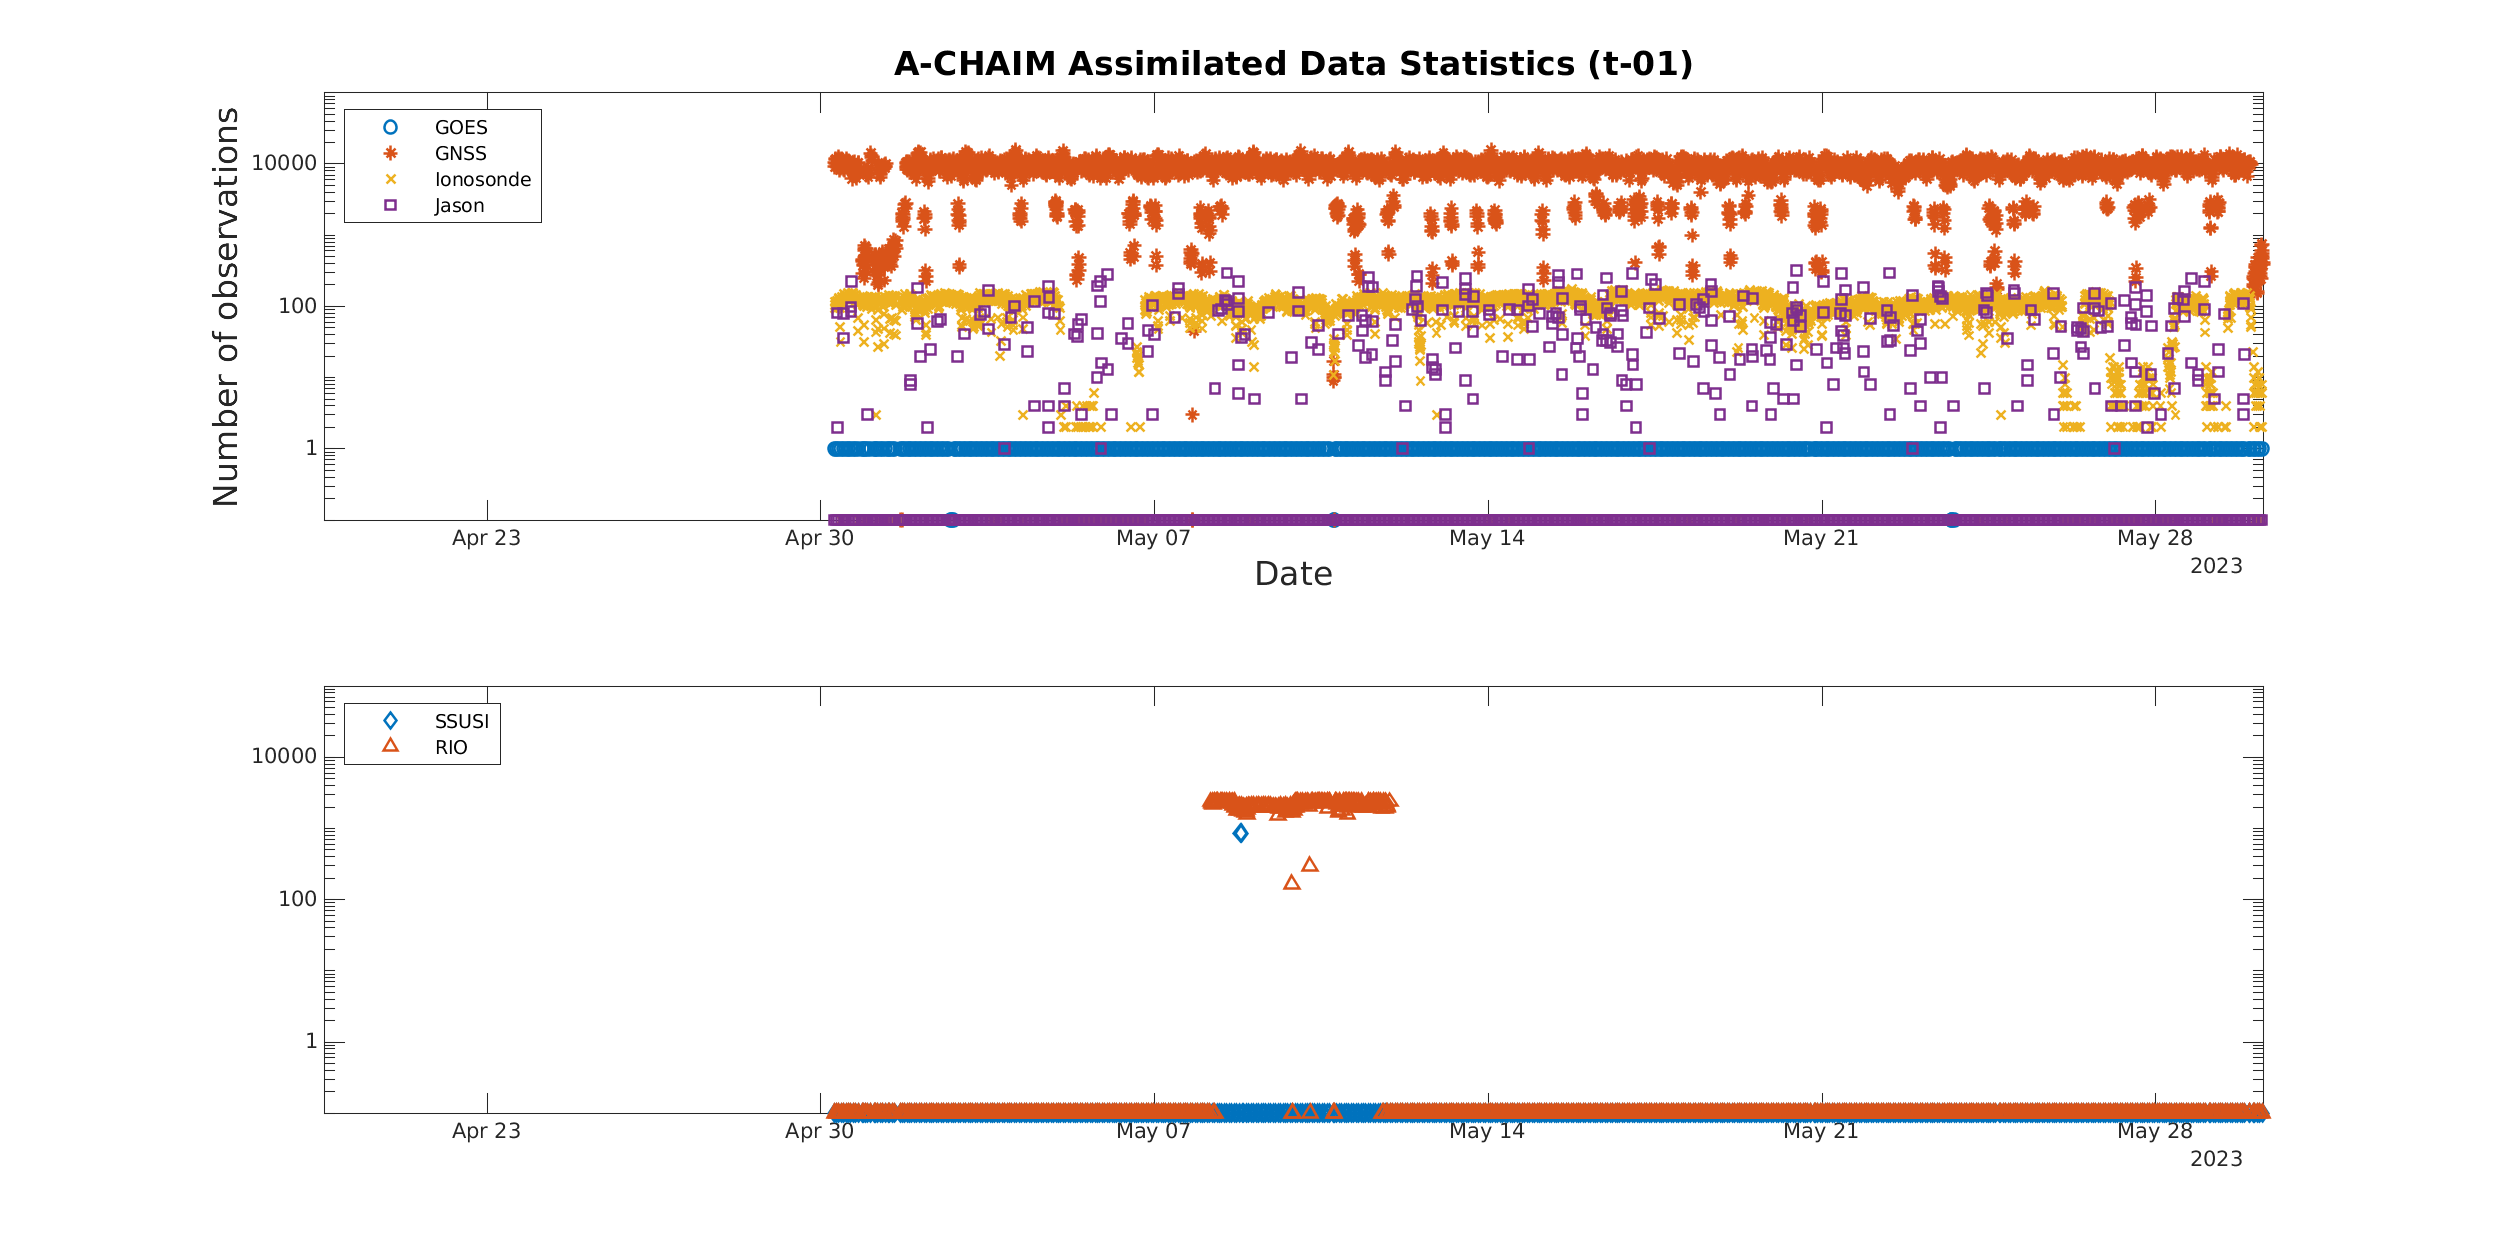 A-CHAIM Assimilated Data Statistics (t-01)
Number of observations
10000
100
1
GOES
GNSS
Ionosonde
Jason
Apr 23 Apr 30 May 07 May 14 May 21 May 28
2023
Date
10000
100
1
SSUSI
RIO
Apr 23 Apr 30 May 07 May 14 May 21 May 28
2023